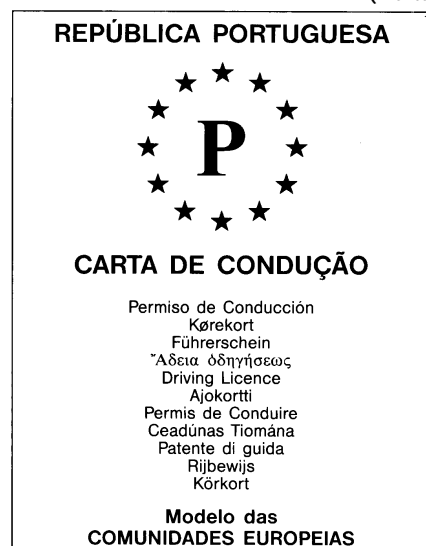 REPÚBLICA PORTUGUESA
P
CARTA DE CONDUÇÃO
Permiso de Conducción
Kørekort
Führerschein
Ἄδεια ὁδηγήσεως
Driving Licence
Ajokortti
Permis de Conduire
Ceadúnas Tiomána
Patente di guida
Rijbewijs
Körkort
Modelo das
COMUNIDADES EUROPEIAS